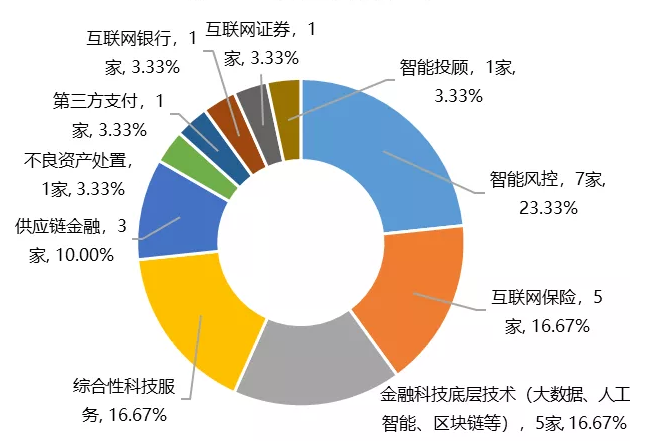 互联网银行，1
家, 3.33%
互联网证券，1
家, 3.33%
智能投顾，1家,
3.33%
智能风控，7家,
23.33%
互联网保险，5
家, 16.67%
金融科技底层技术（大数据、人工
智能、区块链等），5家, 16.67%
综合性科技服
务, 16.67%
供应链金融，3
家, 10.00%
不良资产处置，
1家, 3.33%
第三方支付，1
家, 3.33%